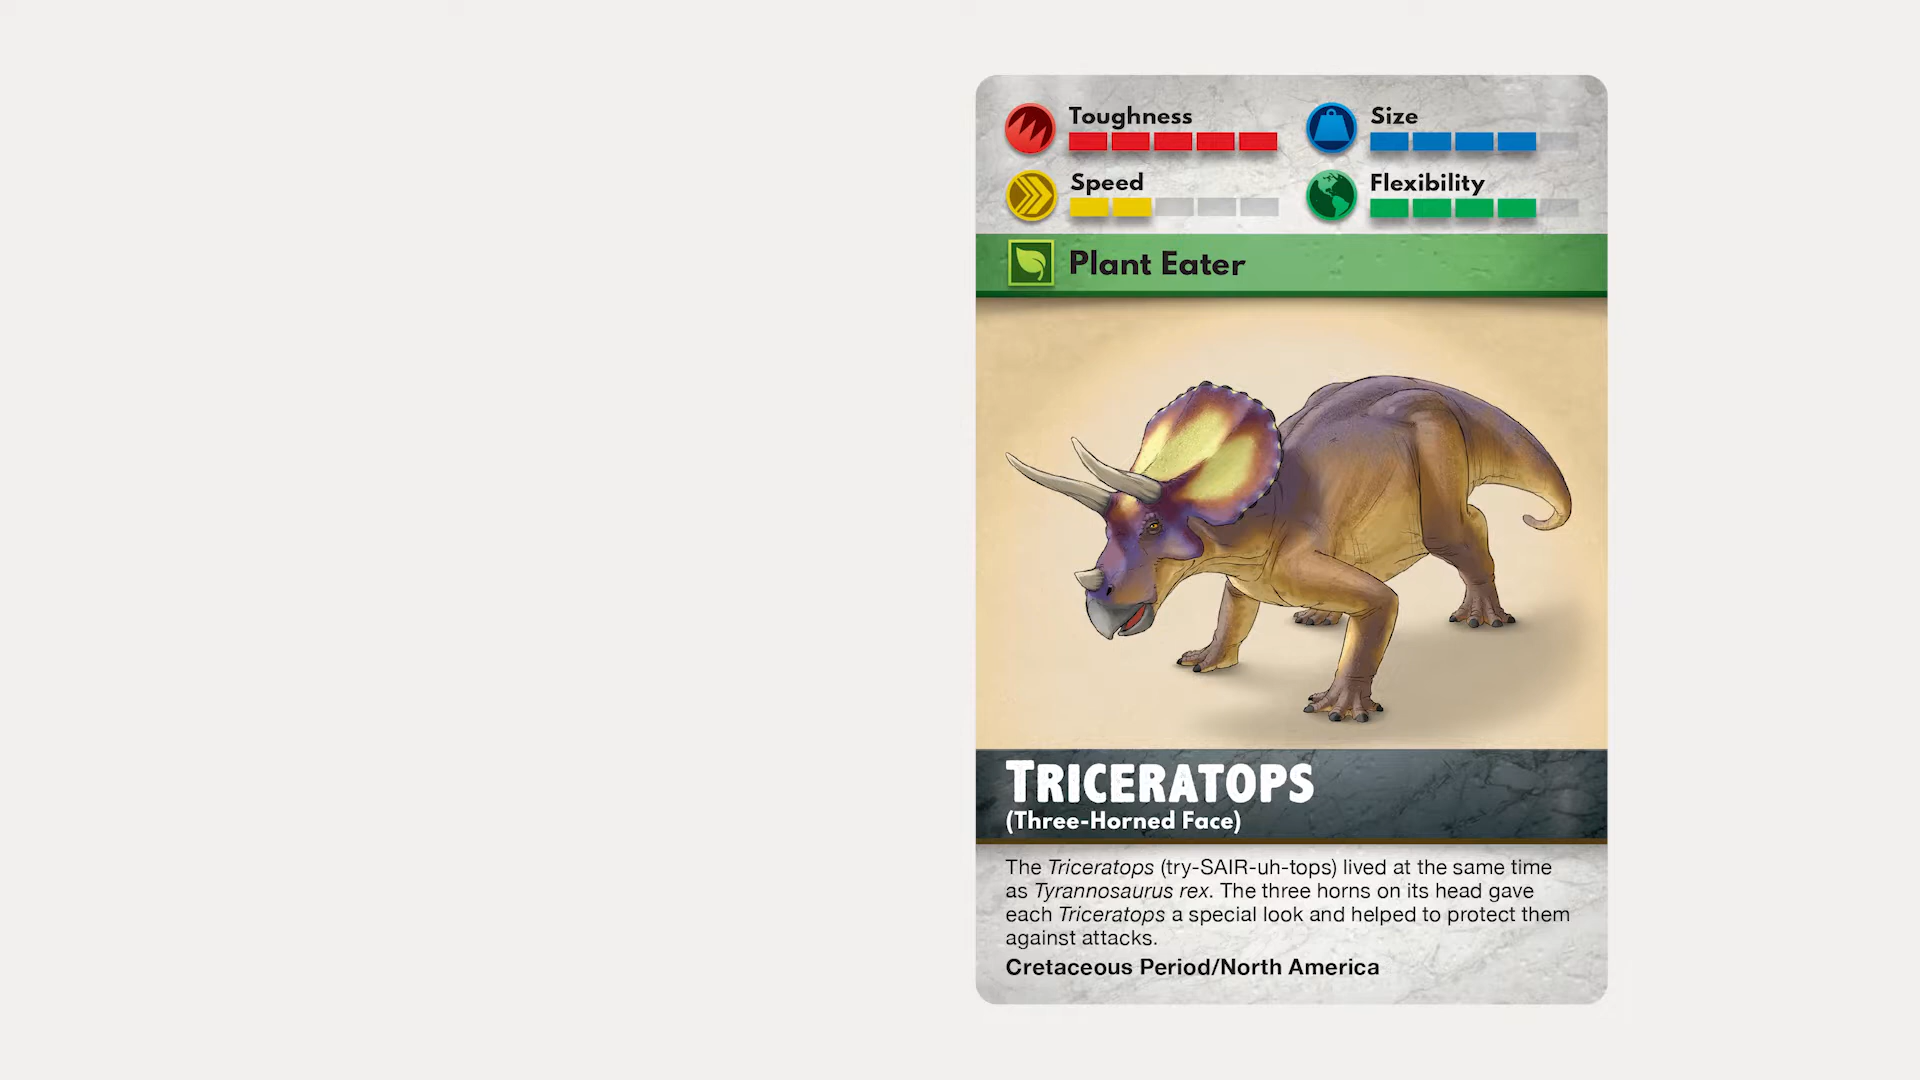 Toughness
Size
Speed
Flexibility
Plant Eater
TRICERATOPS
(Three-Horned Face)
The Triceratops (try-SAIR-uh-tops) lived at the same time
as Tyrannosaurus rex. The three horns on its head gave
each Triceratops a special look and helped to protect them
against attacks.
Cretaceous Period/North America